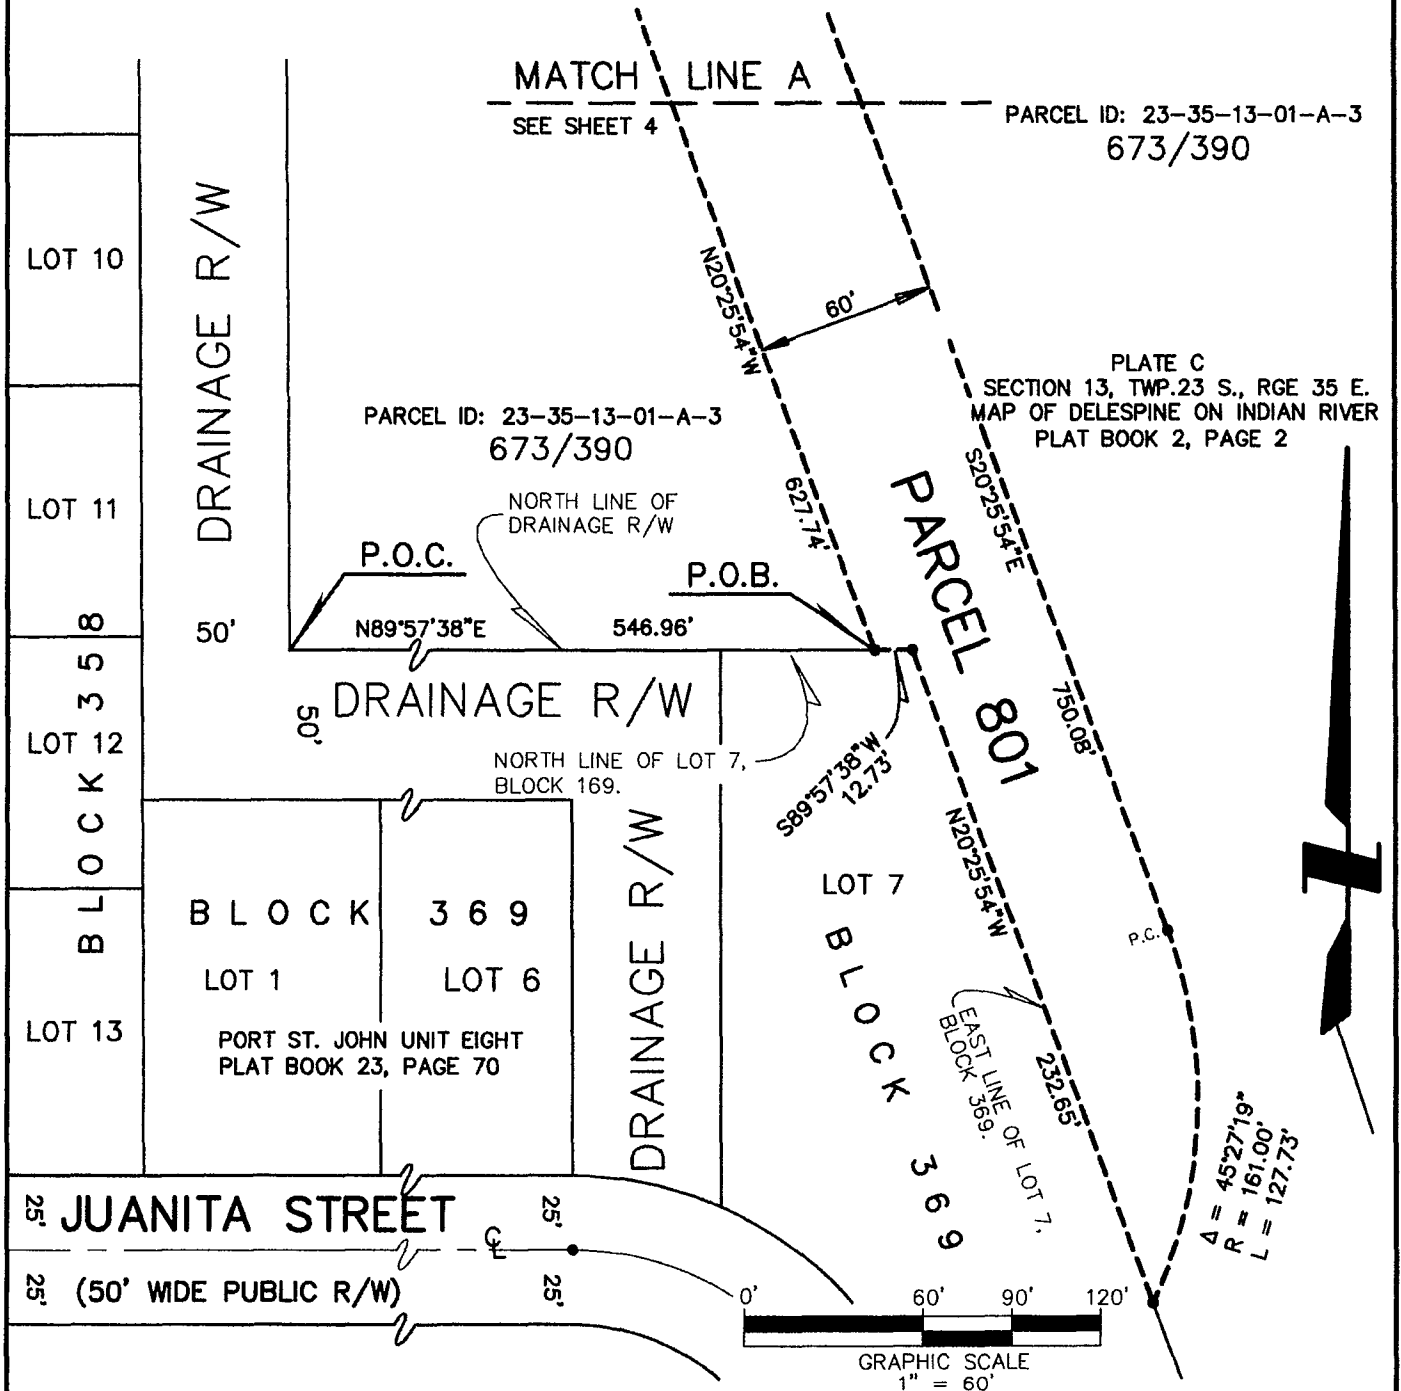 MATCH LINE A
SEE SHEET 4
PARCEL ID: 23-35-13-01-A-3
673/390
LOT 10
DRAINAGE R/W
N20°25'54"W
60'
PLATE C
SECTION 13, TWP.23 S., RGE 35 E.
MAP OF DELESPINE ON INDIAN RIVER
PLAT BOOK 2, PAGE 2
PARCEL ID: 23-35-13-01-A-3
673/390
LOT 11
NORTH LINE OF
DRAINAGE R/W
627.74'
S20°25'54"E
PARCEL 801
P.O.C.
P.O.B.
50'
N89°57'38"E
546.96'
BLOCK 358
LOT 12
50'
DRAINAGE R/W
750.08'
NORTH LINE OF LOT 7,
BLOCK 169.
S89°57'38"W
12.73'
DRAINAGE R/W
N20°25'54"W
LOT 7
BLOCK 369
P.C.
BLOCK 369
LOT 1
LOT 6
LOT 13
PORT ST. JOHN UNIT EIGHT
PLAT BOOK 23, PAGE 70
EAST LINE OF LOT 7,
BLOCK 369.
232.65'
Δ = 45°27'19"
R = 161.00'
L = 127.73'
25'
JUANITA STREET
25'
℄
25'
(50' WIDE PUBLIC R/W)
25'
0'
60'
90'
120'
GRAPHIC SCALE
1" = 60'
N